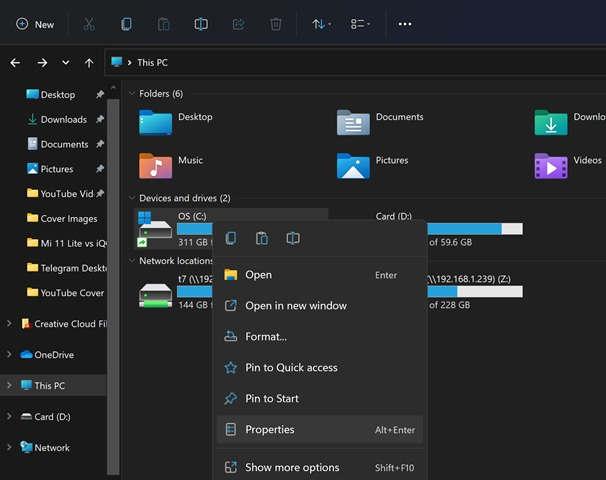 New
This PC
Desktop
Downloads
Documents
Pictures
YouTube Vid
Cover Images
Mi 11 Lite vs iQ
Telegram Deskt
YouTube Cover
Creative Cloud Fil
OneDrive
This PC
Card (D:)
Network
Folders (6)
Desktop
Documents
Downlo
Music
Pictures
Videos
Devices and drives (2)
OS (C:)
311 GB f
Card (D:)
of 59.6 GB
Network locations
t7 (\\192
144 GB f
(\\192.168.1.239) (Z:)
of 228 GB
Open Enter
Open in new window
Format...
Pin to Quick access
Pin to Start
Properties Alt+Enter
Show more options Shift+F10